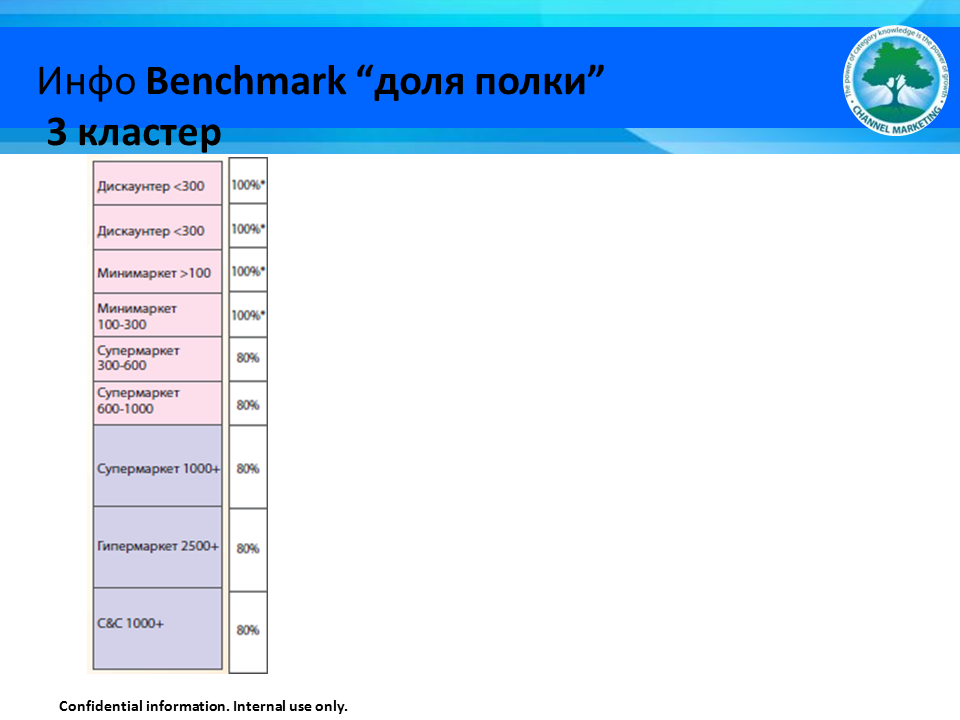 Инфо Benchmark “доля полки”
3 кластер
The power of category knowledge is the power of growth
• CHANNEL MARKETING •
Дискаунтер <300 100%*
Дискаунтер <300 100%*
Минимаркет >100 100%*
Минимаркет
100-300 100%*
Супермаркет
300-600 80%
Супермаркет
600-1000 80%
Супермаркет 1000+ 80%
Гипермаркет 2500+ 80%
C&C 1000+ 80%
Confidential information. Internal use only.